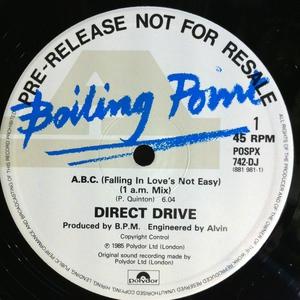 PRE-RELEASE NOT FOR RESALE
Boiling Point
1
45 RPM
POSPX
742-DJ
(881 981-1)
A.B.C. (Falling In Love's Not Easy)
(1 a.m. Mix)
(P. Quinton) 6.04
DIRECT DRIVE
Produced by B.P.M. Engineered by Alvin
Copyright Control
℗ 1985 Polydor Ltd (London)
Original sound recording made by
Polydor Ltd (London)
polydor